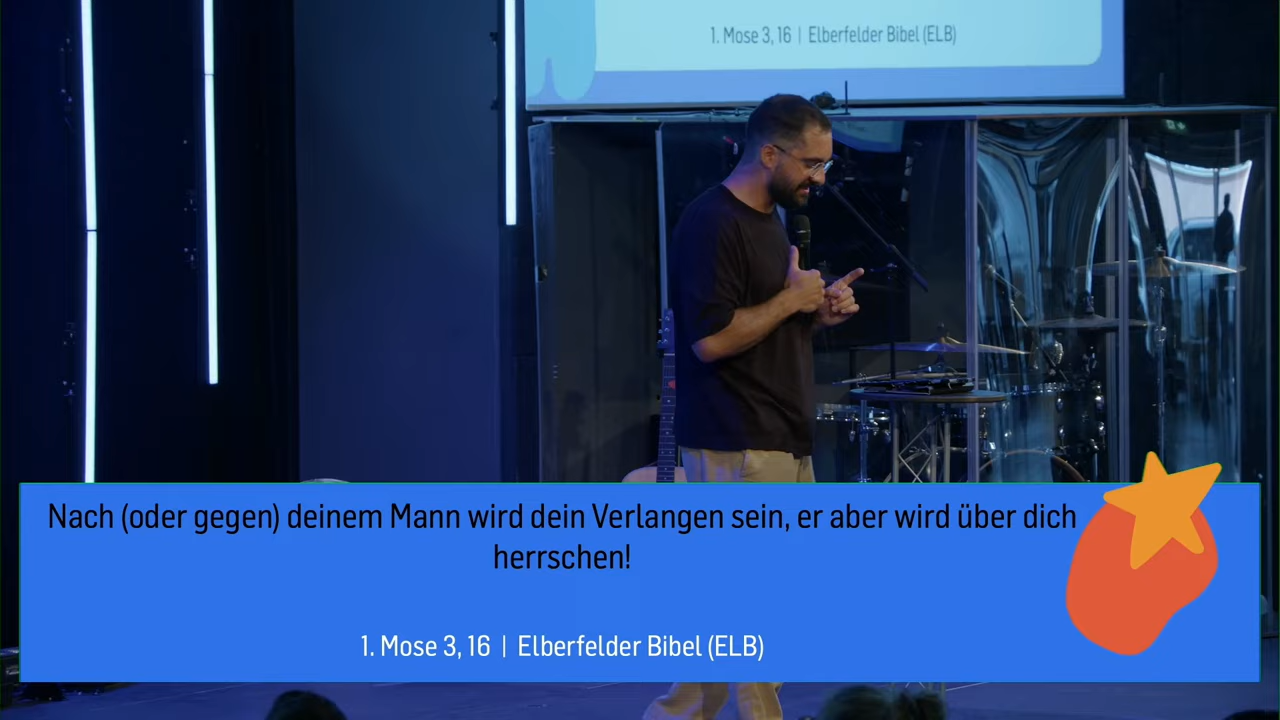 1. Mose 3, 16 | Elberfelder Bibel (ELB)
Nach (oder gegen) deinem Mann wird dein Verlangen sein, er aber wird über dich
herrschen!
1. Mose 3, 16 | Elberfelder Bibel (ELB)